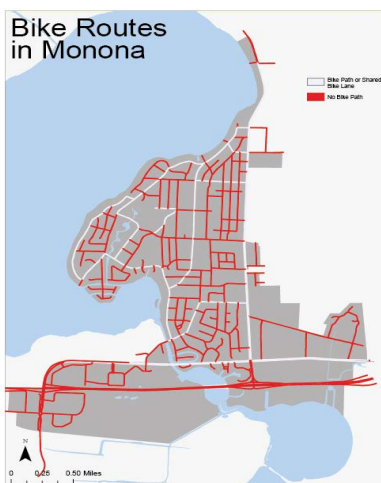 Bike Routes
in Monona
Bike Path or Shared
Bike Lane
No Bike Path
N
0 0.25 0.50 Miles